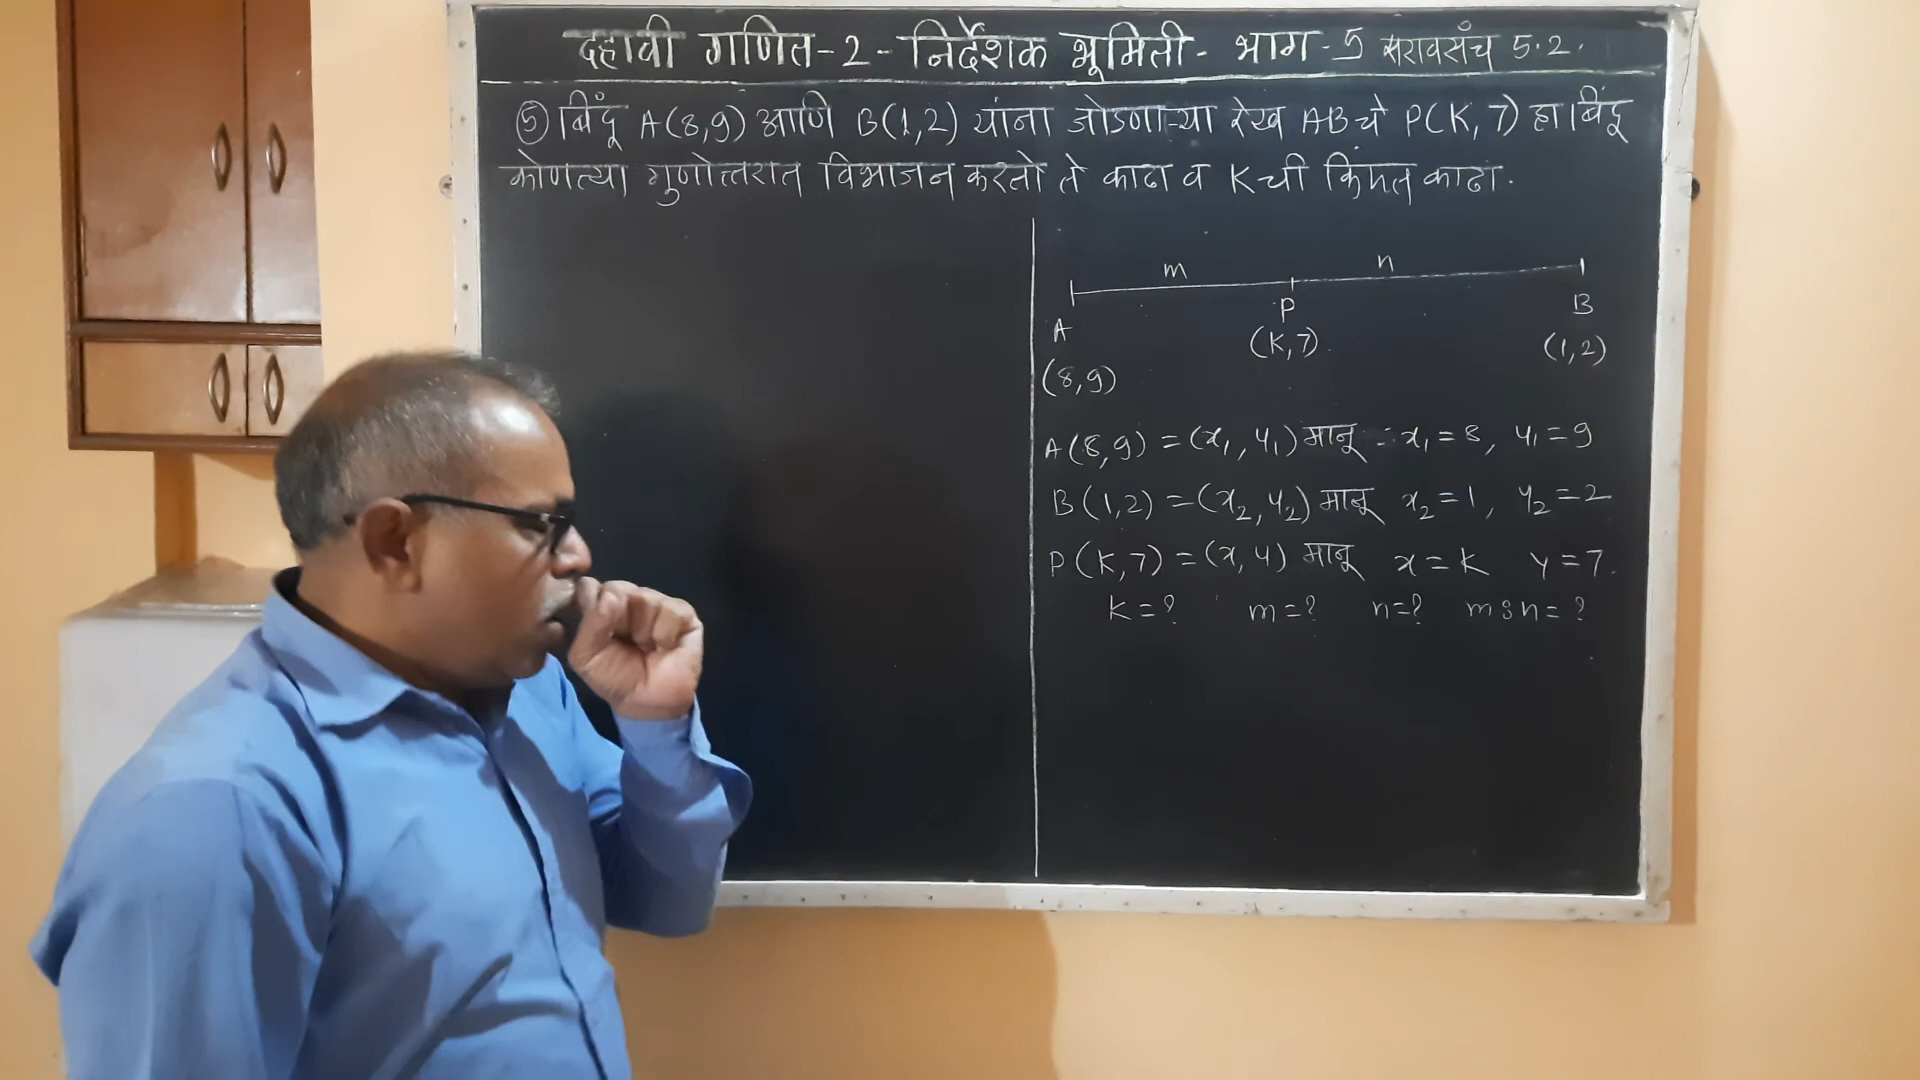 दहावी गणित-2-निर्देशक भूमिती- भाग-5 सरावसंच 5.2.
⑤ बिंदू A(8,9) आणि B(1,2) यांना जोडणाऱ्या रेख ABचे P(K,7) हा बिंदू
कोणत्या गुणोत्तरात विभाजन करतो ते काढा व Kची किंमत काढा.
m n
A P B
(8,9) (K,7) (1,2)
A(8,9) = (x₁, y₁) मानू ∴ x₁=8, y₁=9
B(1,2) = (x₂, y₂) मानू x₂=1, y₂=2
P(K,7) = (x, y) मानू x=K y=7.
K=? m=? n=? m:n=?